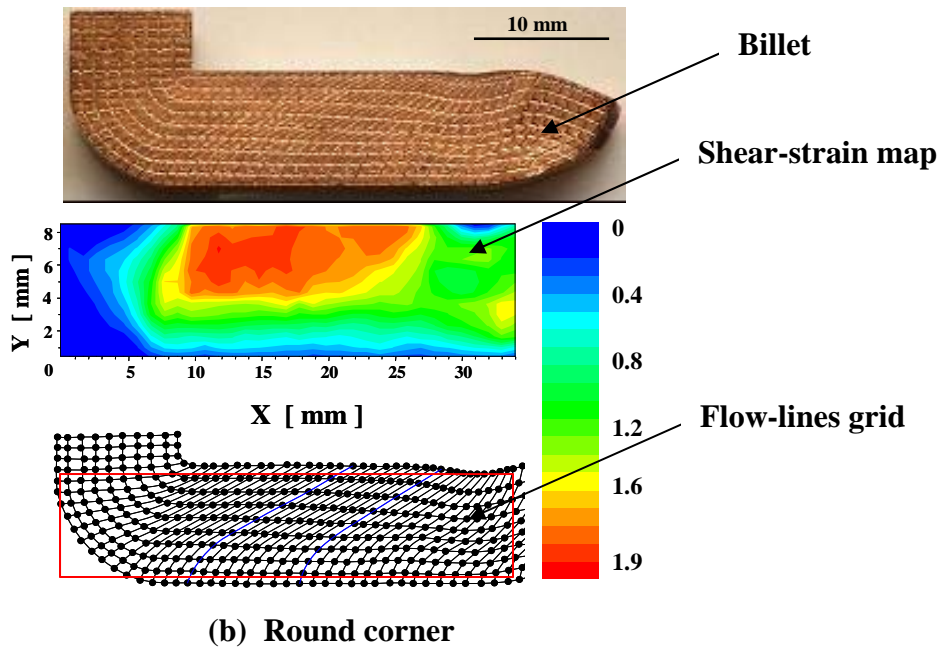 10 mm
Billet
Shear-strain map
8
6
4
2
0
Y [ mm ]
5
10
15
20
25
30
X [ mm ]
0
0.4
0.8
1.2
1.6
1.9
Flow-lines grid
(b) Round corner